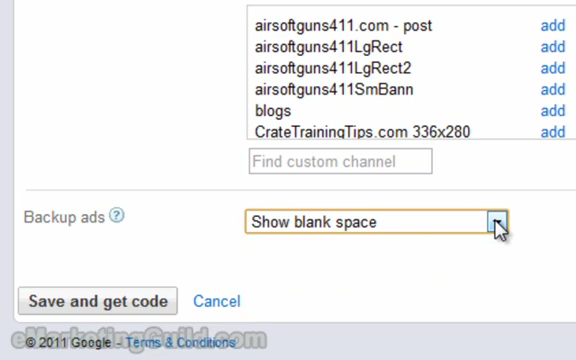 airsoftguns411.com - post add
airsoftguns411LgRect add
airsoftguns411LgRect2 add
airsoftguns411SmBann add
blogs add
CrateTrainingTips.com 336x280 add
Find custom channel
Backup ads ? Show blank space
Save and get code Cancel
eMarketingGuild.com
© 2011 Google - Terms & Conditions